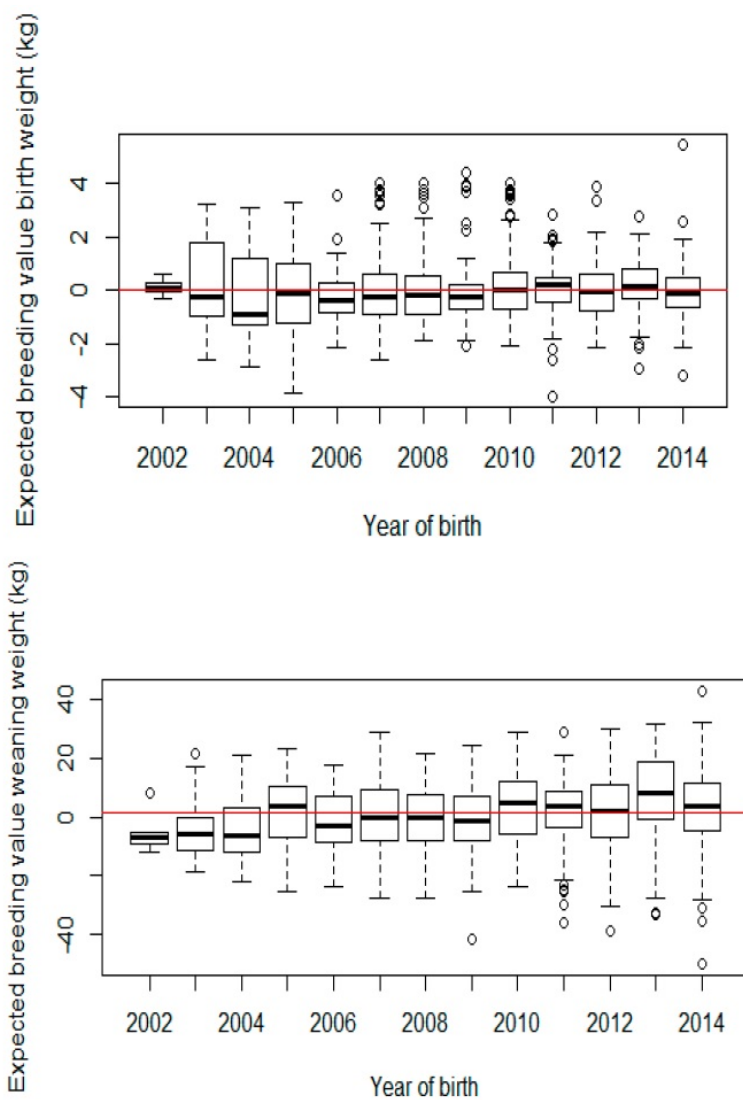 Expected breeding value birth weight (kg)
4
2
0
-2
-4
2002 2004 2006 2008 2010 2012 2014
Year of birth
Expected breeding value weaning weight (kg)
40
20
0
-40
2002 2004 2006 2008 2010 2012 2014
Year of birth